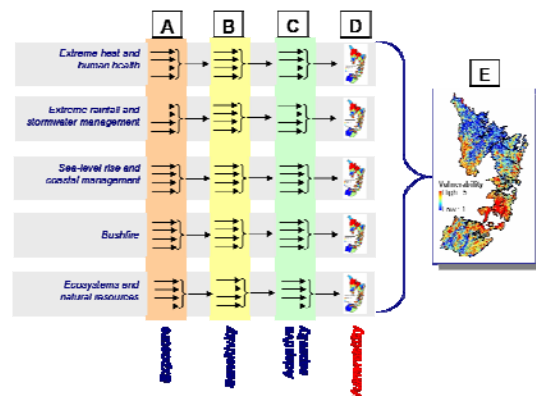 A
B
C
D
Extreme heat and
human health
Extreme rainfall and
stormwater management
Sea-level rise and
coastal management
Bushfire
Ecosystems and
natural resources
Exposure
Sensitivity
Adaptive
capacity
Vulnerability
E
Vulnerability